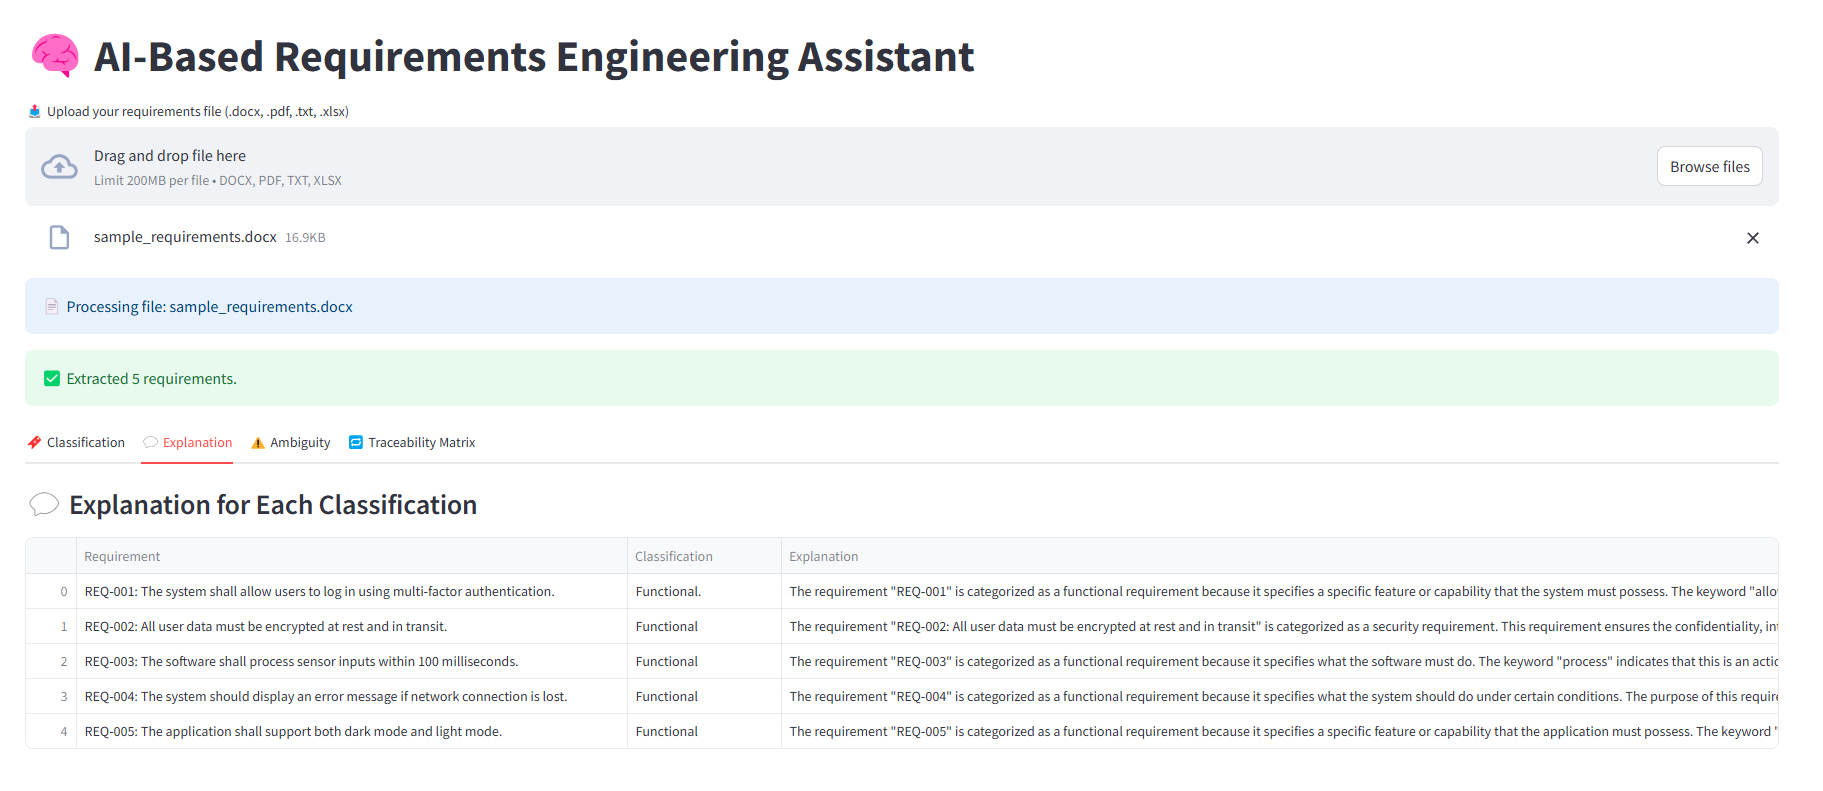 AI-Based Requirements Engineering Assistant
Upload your requirements file (.docx, .pdf, .txt, .xlsx)
Drag and drop file here
Limit 200MB per file • DOCX, PDF, TXT, XLSX
Browse files
sample_requirements.docx 16.9KB
Processing file: sample_requirements.docx
Extracted 5 requirements.
Classification Explanation Ambiguity Traceability Matrix
Explanation for Each Classification
Requirement Classification Explanation
0 REQ-001: The system shall allow users to log in using multi-factor authentication. Functional. The requirement "REQ-001" is categorized as a functional requirement because it specifies a specific feature or capability that the system must possess. The keyword "allo
1 REQ-002: All user data must be encrypted at rest and in transit. Functional The requirement "REQ-002: All user data must be encrypted at rest and in transit" is categorized as a security requirement. This requirement ensures the confidentiality, in
2 REQ-003: The software shall process sensor inputs within 100 milliseconds. Functional The requirement "REQ-003" is categorized as a functional requirement because it specifies what the software must do. The keyword "process" indicates that this is an actio
3 REQ-004: The system should display an error message if network connection is lost. Functional The requirement "REQ-004" is categorized as a functional requirement because it specifies what the system should do under certain conditions. The purpose of this require
4 REQ-005: The application shall support both dark mode and light mode. Functional The requirement "REQ-005" is categorized as a functional requirement because it specifies a specific feature or capability that the application must possess. The keyword "